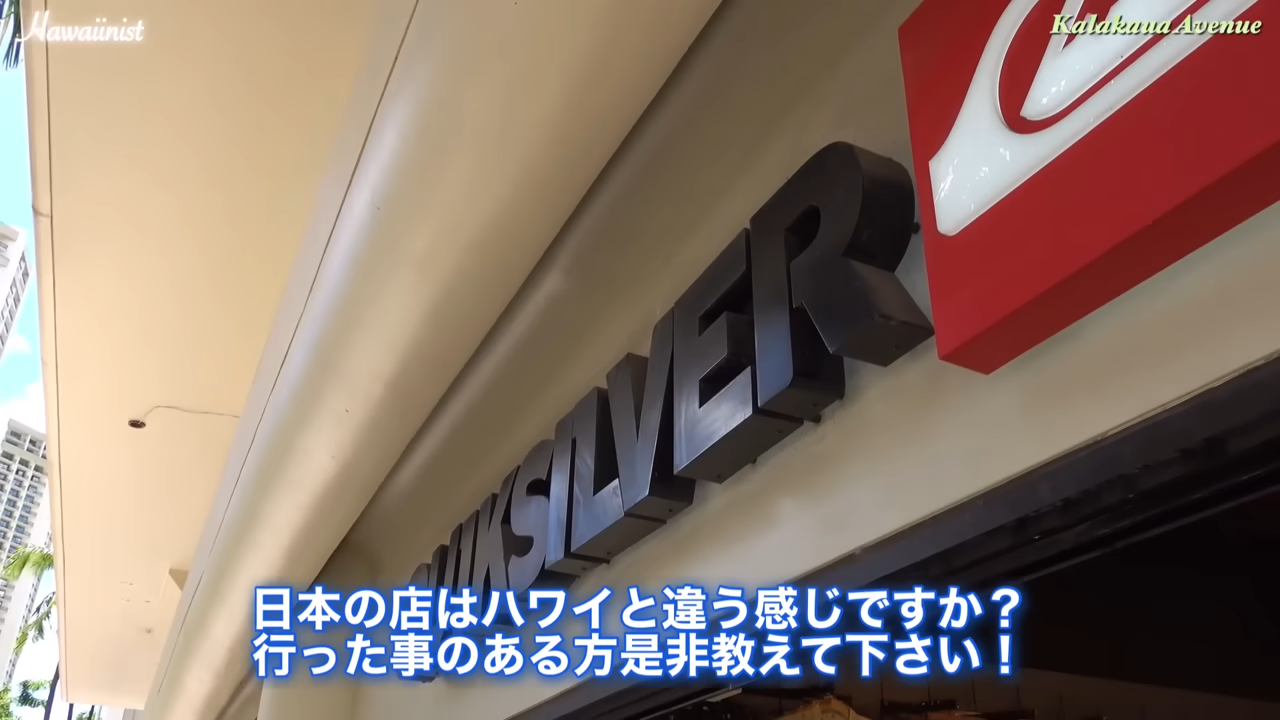 Hawaiinist
Kalakaua Avenue
QUIKSILVER
日本の店はハワイと違う感じですか？
行った事のある方是非教えて下さい！